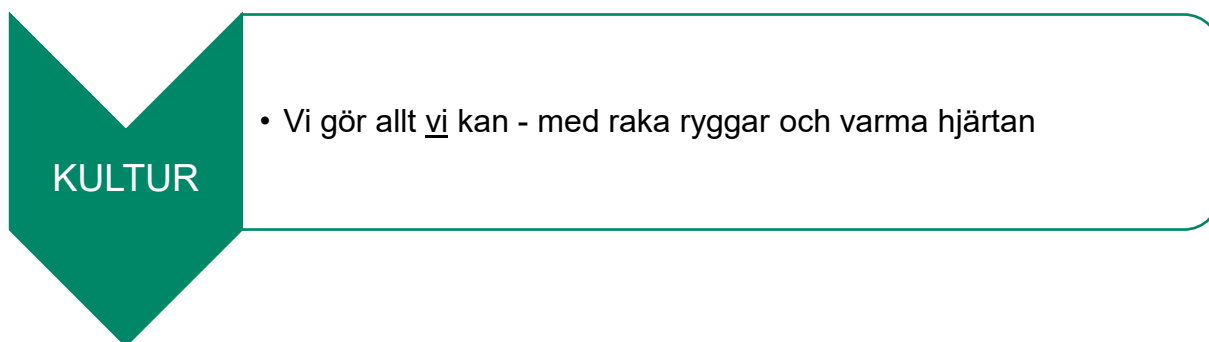 • Vi gör allt vi kan - med raka ryggar och varma hjärtan
KULTUR